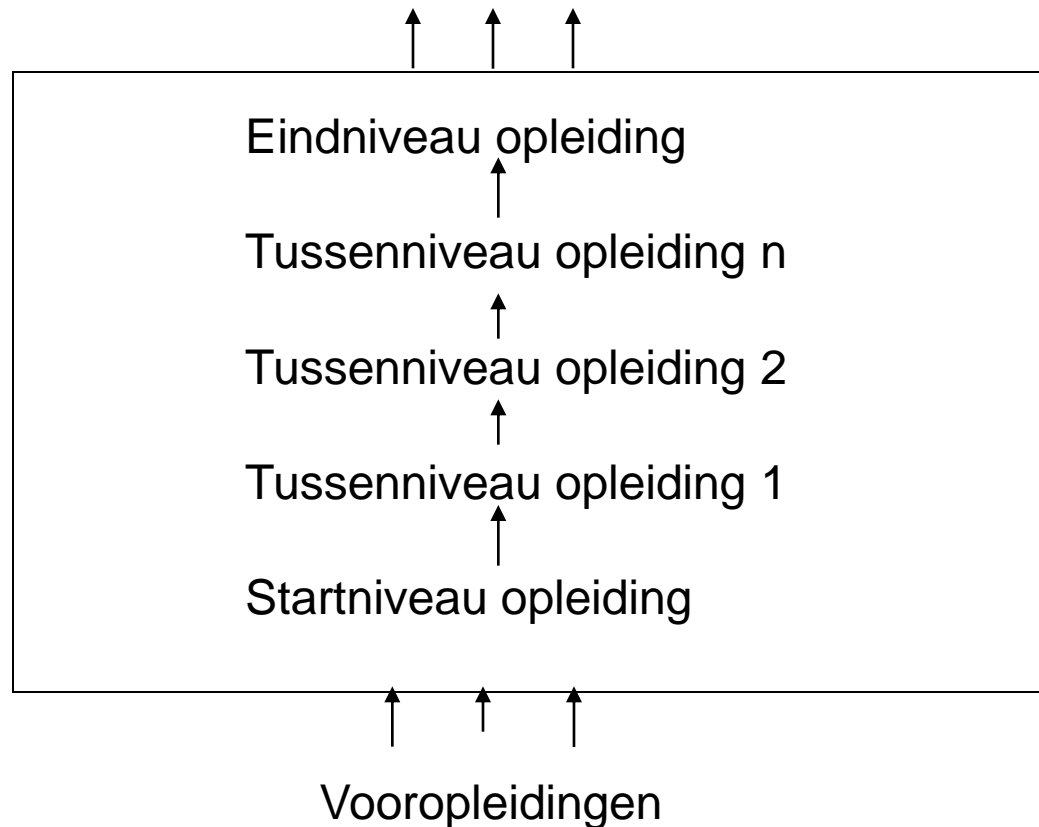 Eindniveau opleiding
Tussenniveau opleiding n
Tussenniveau opleiding 2
Tussenniveau opleiding 1
Startniveau opleiding
Vooropleidingen